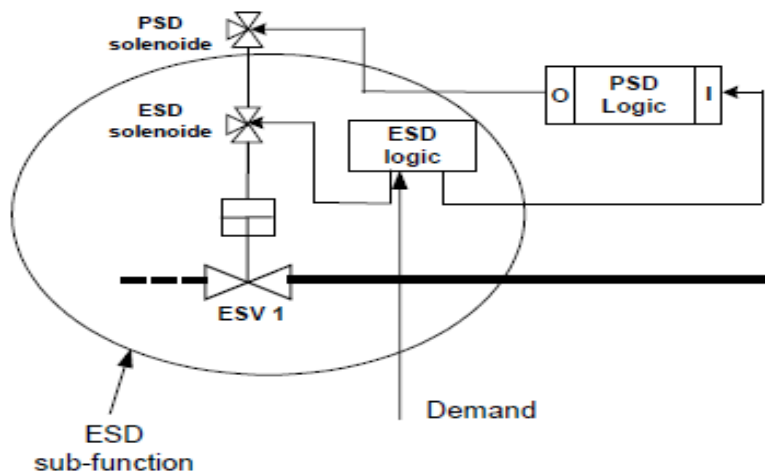 PSD
solenoide
ESD
solenoide
ESD
logic
O
PSD
Logic
I
ESV 1
Demand
ESD
sub-function